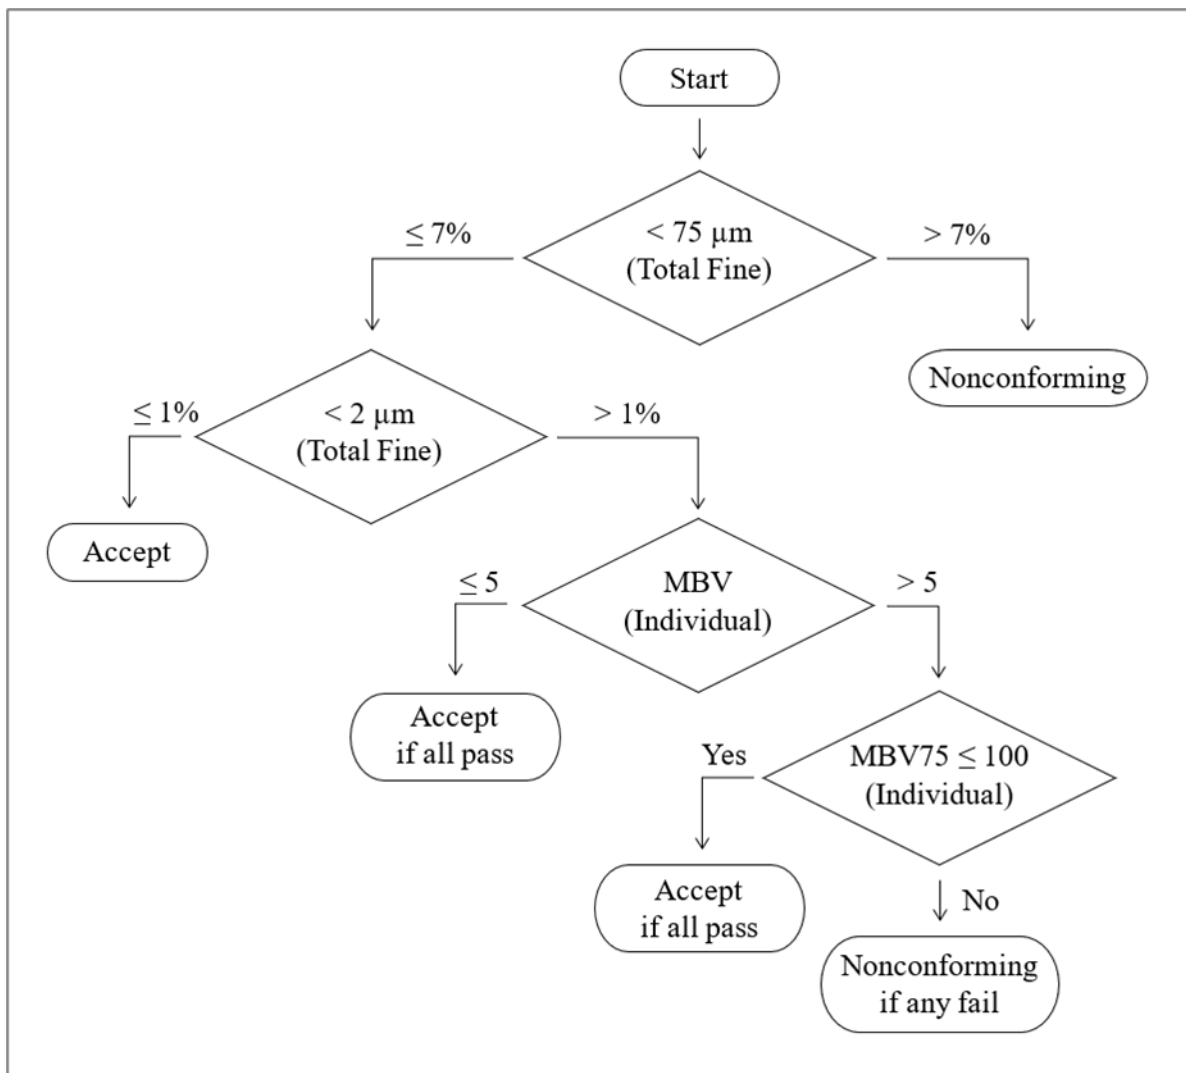 Start
≤ 7%
< 75 µm
(Total Fine)
> 7%
Nonconforming
≤ 1%
< 2 µm
(Total Fine)
> 1%
Accept
≤ 5
MBV
(Individual)
> 5
Accept
if all pass
Yes
MBV75 ≤ 100
(Individual)
Accept
if all pass
No
Nonconforming
if any fail